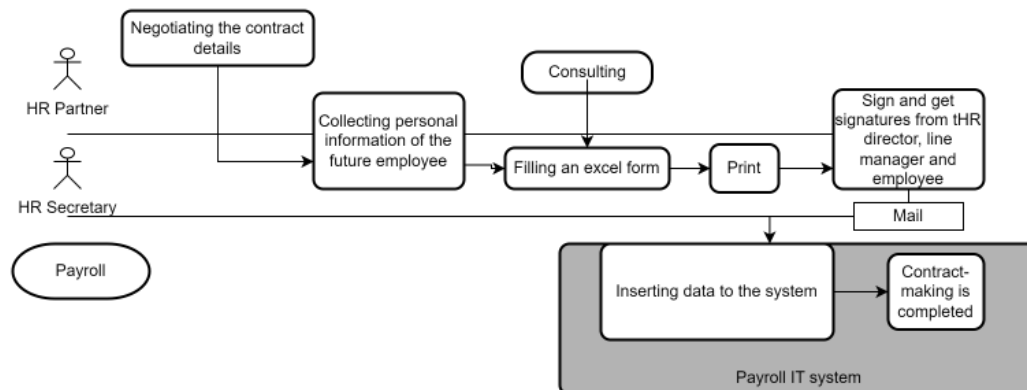 Negotiating the contract
details
HR Partner
Consulting
Collecting personal
information of the
future employee
Filling an excel form
Print
Sign and get
signatures from tHR
director, line
manager and
employee
HR Secretary
Mail
Payroll
Inserting data to the system
Contract-
making is
completed
Payroll IT system